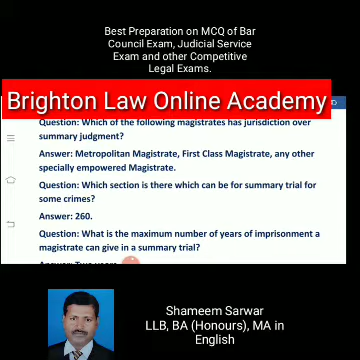 Best Preparation on MCQ of Bar
Council Exam, Judicial Service
Exam and other Competitive
Legal Exams.
Brighton Law Online Academy
Question: Which of the following magistrates has jurisdiction over
summary judgment?
Answer: Metropolitan Magistrate, First Class Magistrate, any other
specially empowered Magistrate.
Question: Which section is there which can be for summary trial for
some crimes?
Answer: 260.
Question: What is the maximum number of years of imprisonment a
magistrate can give in a summary trial?
Answer: Two years
Shameem Sarwar
LLB, BA (Honours), MA in
English